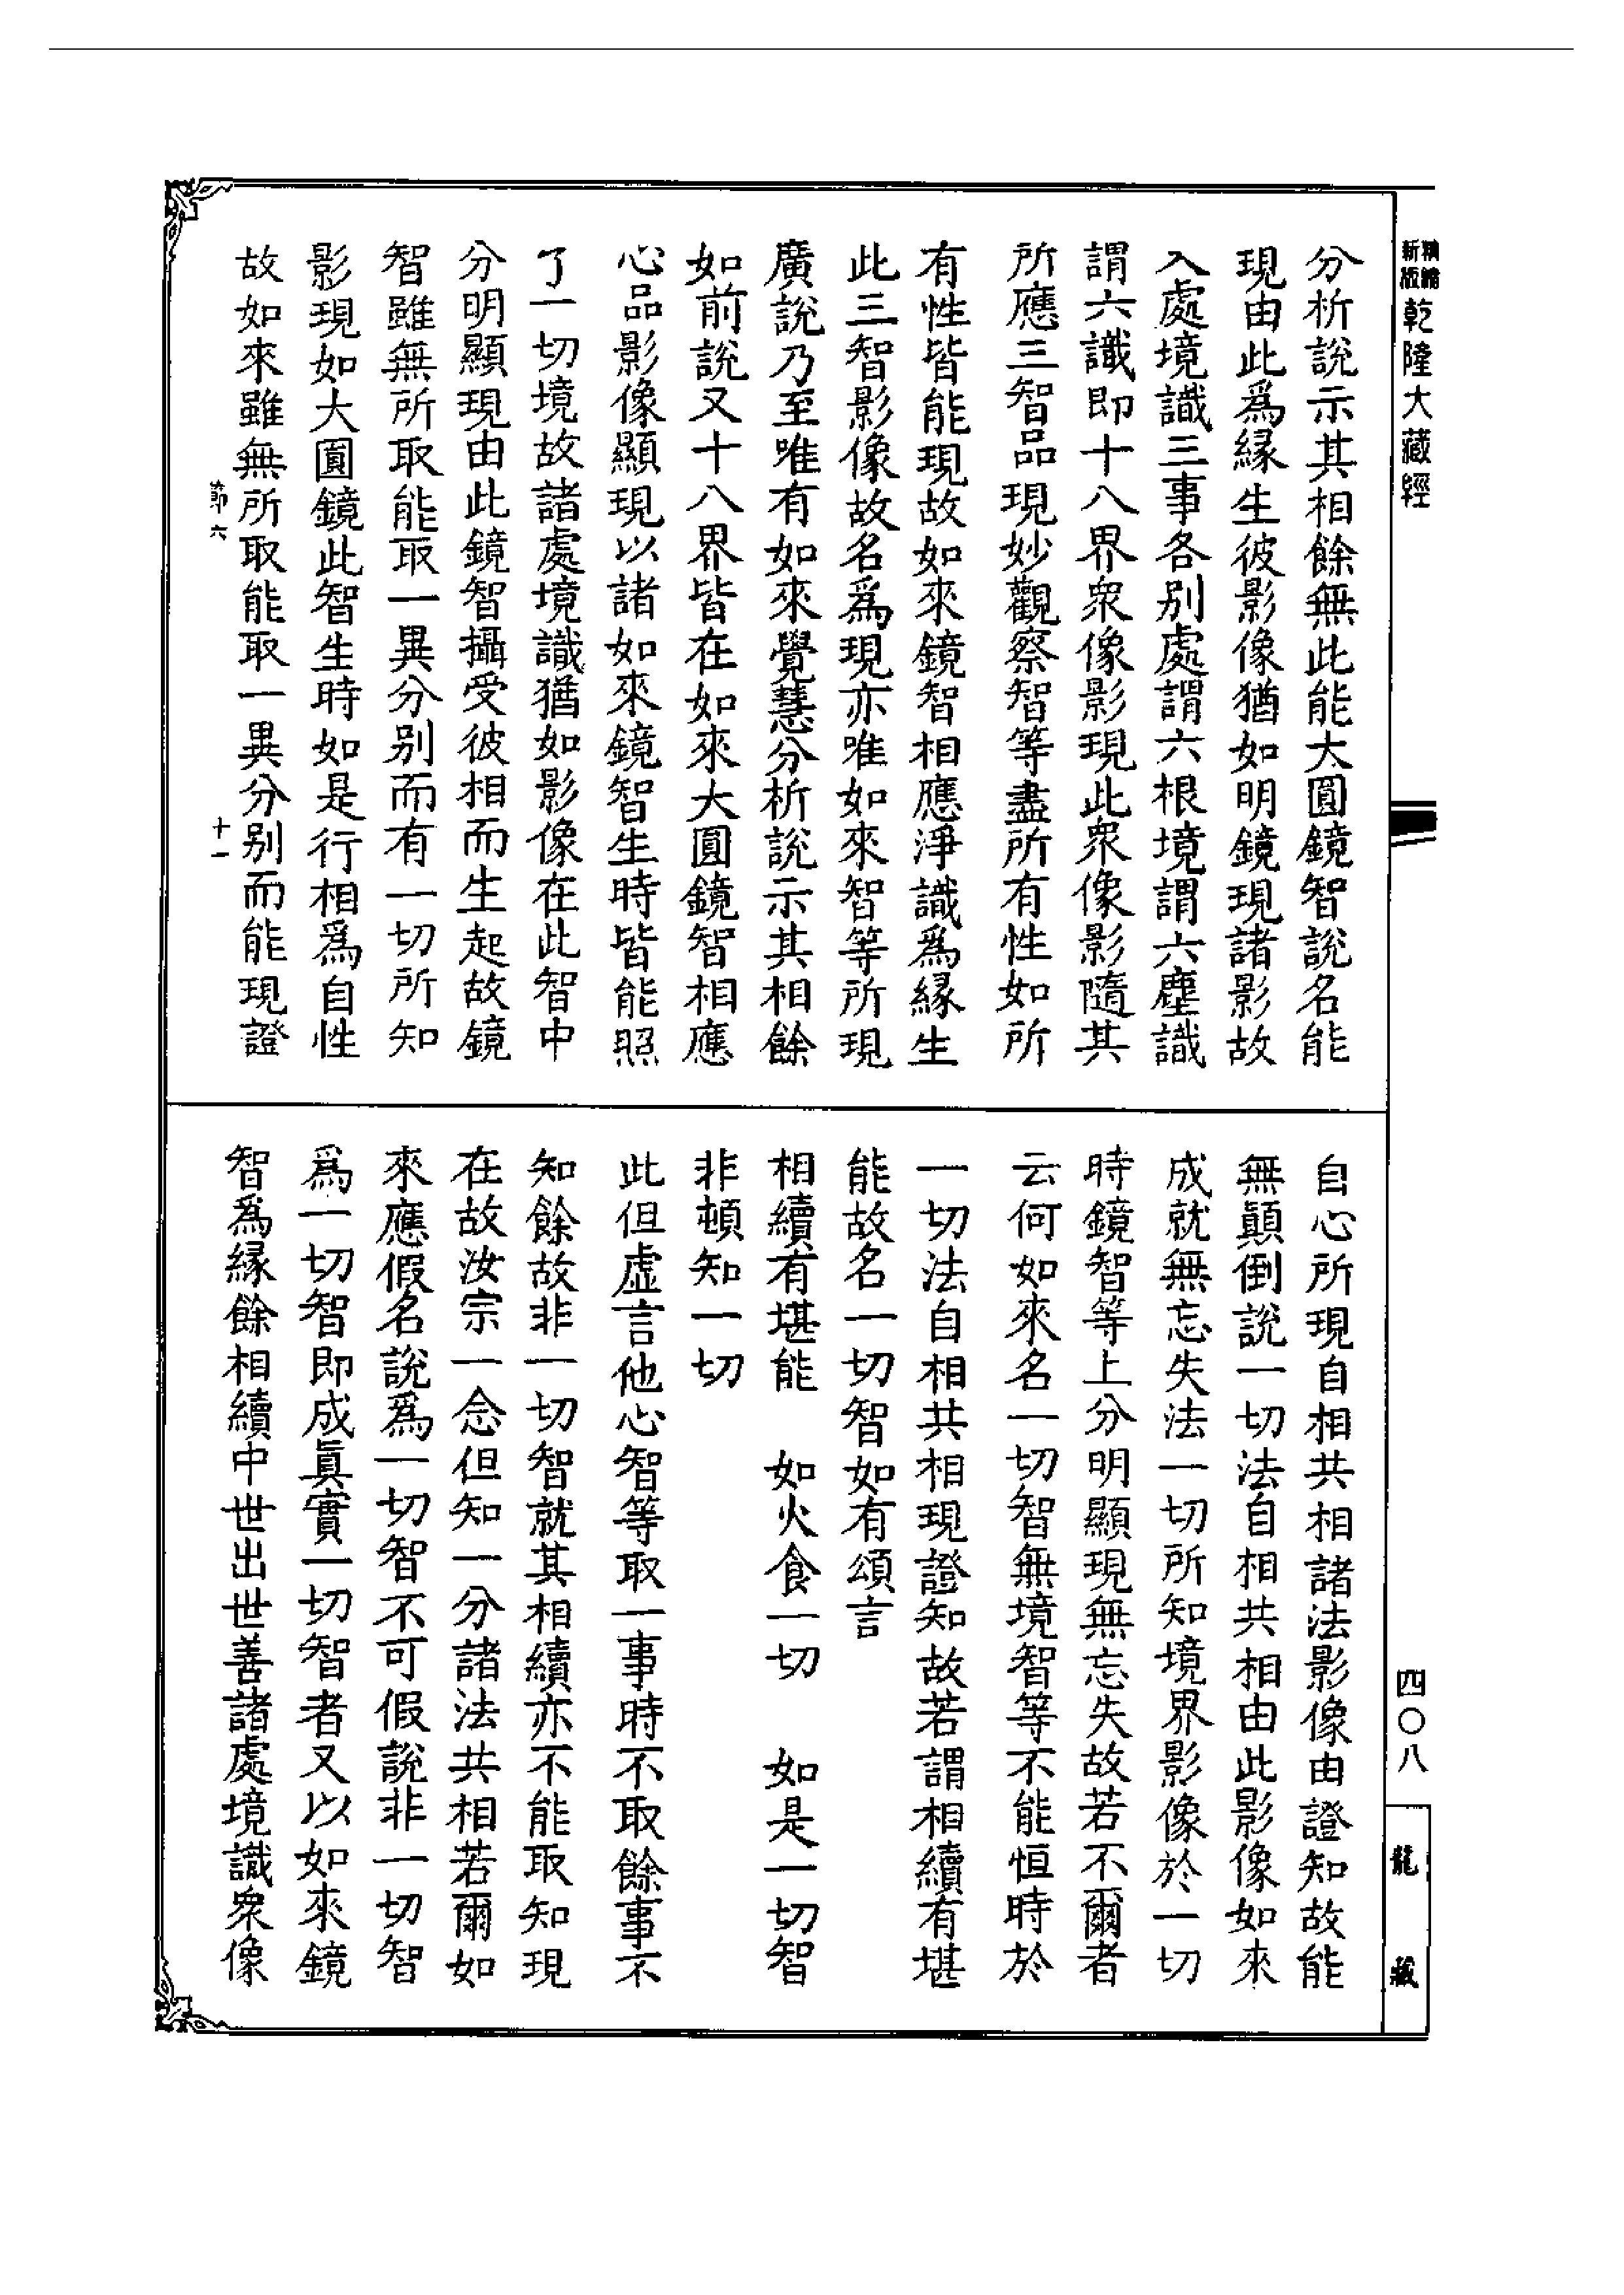 精縮
新版
乾隆大藏經
分析說示其相餘無此能大圓鏡智說名能
現由此爲緣生彼影像猶如明鏡現諸影故
入處境識三事各別處謂六根境謂六塵識
謂六識即十八界衆像影現此衆像影隨其
所應三智品現妙觀察智等盡所有性如所
有性皆能現故如來鏡智相應淨識爲緣生
此三智影像故名爲現亦唯如來智等所現
廣說乃至唯有如來覺慧分析說示其相餘
如前說又十八界皆在如來大圓鏡智相應
心品影像顯現以諸如來鏡智生時皆能照
了一切境故諸處境識猶如影像在此智中
分明顯現由此鏡智攝受彼相而生起故鏡
智雖無所取能取一異分別而有一切所知
影現如大圓鏡此智生時如是行相爲自性
故如來雖無所取能取一異分別而能現證
節六
十一
自心所現自相共相諸法影像由證知故能
無顚倒說一切法自相共相由此影像如來
成就無忘失法一切所知境界影像於一切
時鏡智等上分明顯現無忘失故若不爾者
云何如來名一切智無境智等不能恒時於
一切法自相共相現證知故若謂相續有堪
能故名一切智如有頌言
相續有堪能 如火食一切 如是一切智
非頓知一切
此但虛言他心智等取一事時不取餘事不
知餘故非一切智就其相續亦不能取知現
在故汝宗一念但知一分諸法共相若爾如
來應假名說爲一切智不可假說非一切智
爲一切智即成眞實一切智者又以如來鏡
智爲緣餘相續中世出世善諸處境識衆像
四〇八
龍藏